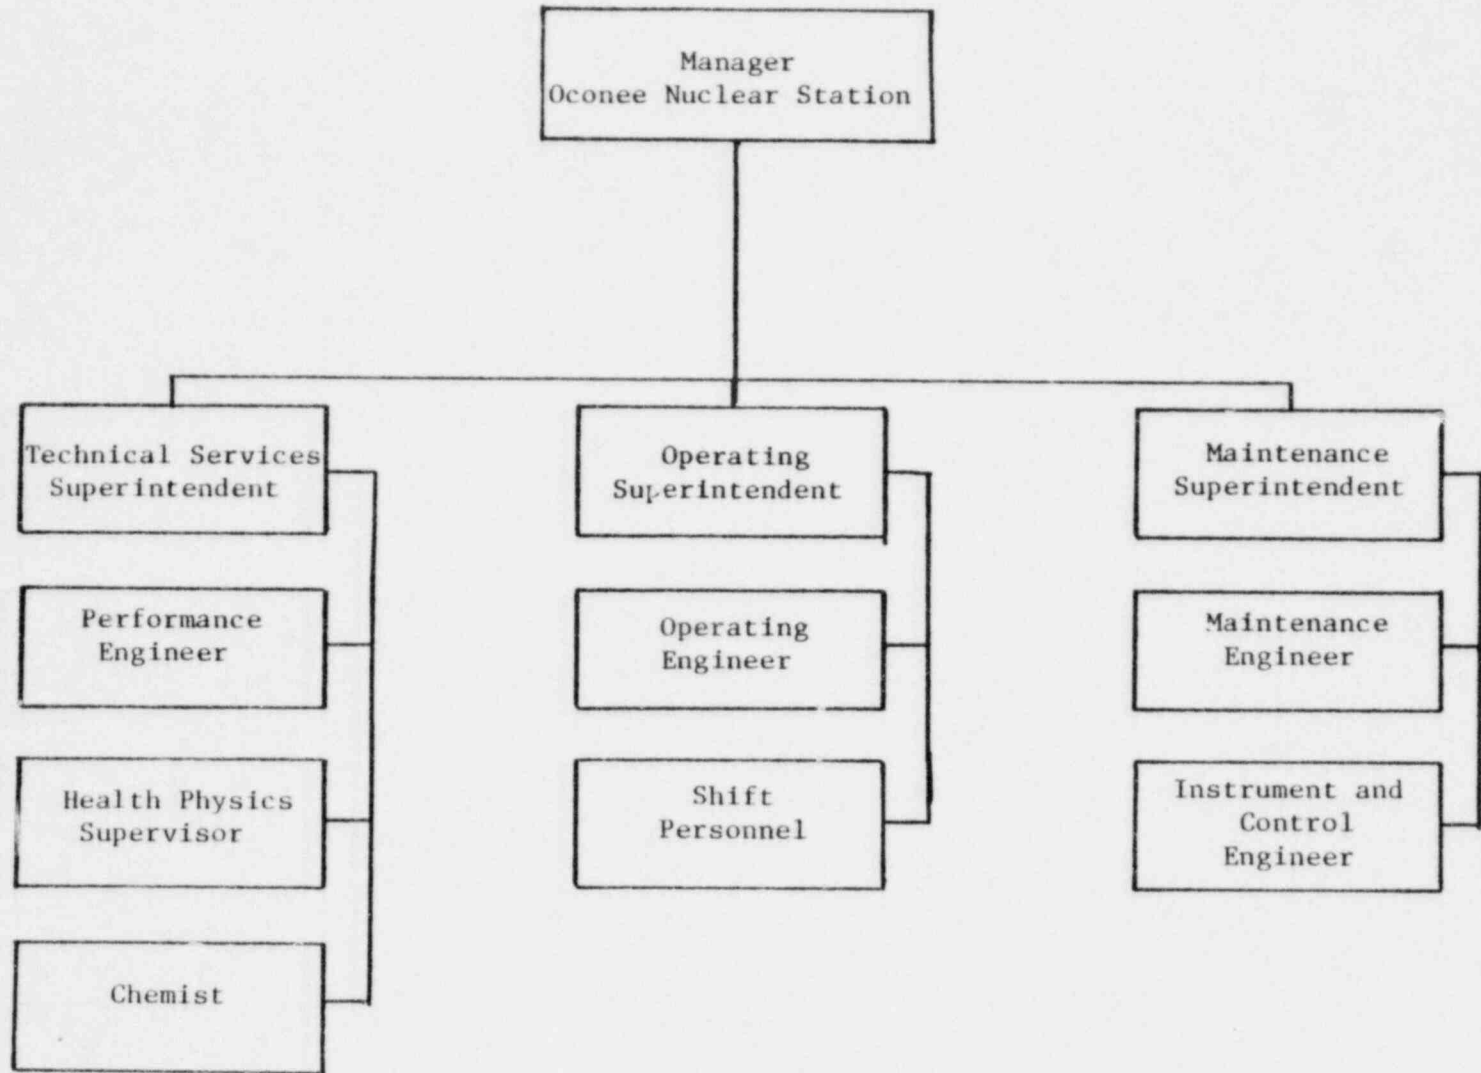 Manager
Oconee Nuclear Station
Technical Services
Superintendent
Performance
Engineer
Health Physics
Supervisor
Chemist
Operating
Superintendent
Operating
Engineer
Shift
Personnel
Maintenance
Superintendent
Maintenance
Engineer
Instrument and
Control
Engineer